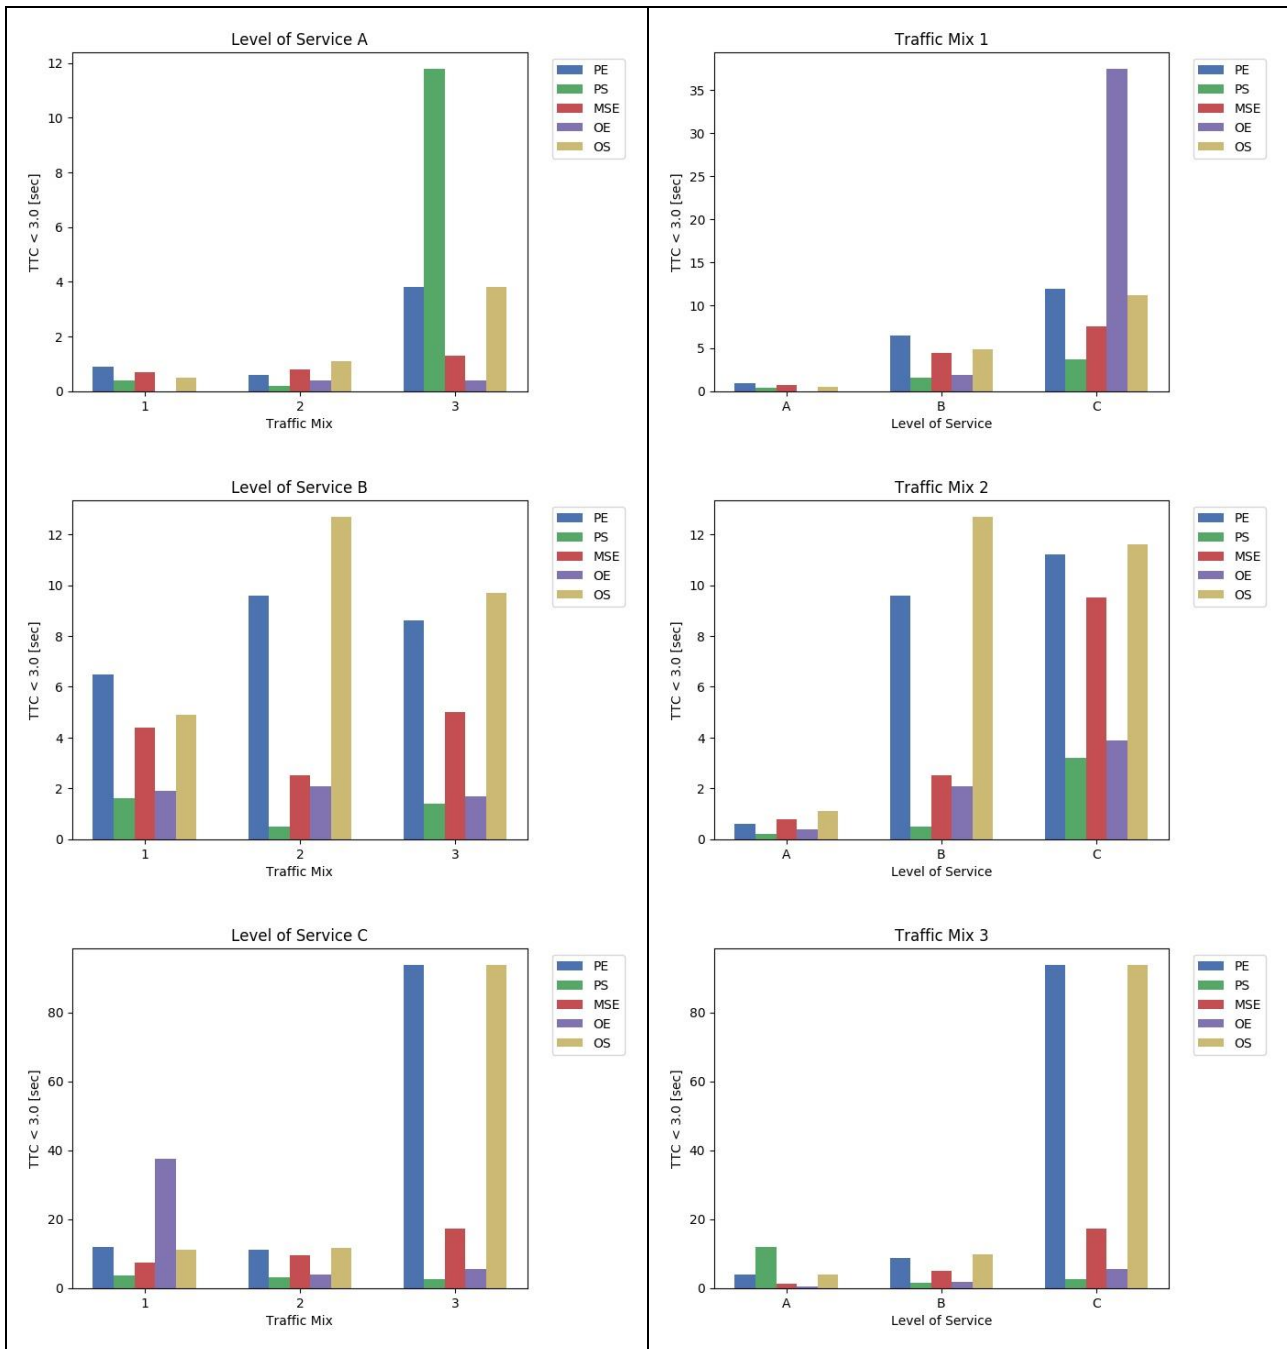 Level of Service A
TTC < 3.0 [sec]
12
10
8
6
4
2
0
1 2 3
Traffic Mix
PE
PS
MSE
OE
OS
Traffic Mix 1
TTC < 3.0 [sec]
35
30
25
20
15
10
5
0
A B C
Level of Service
PE
PS
MSE
OE
OS
Level of Service B
TTC < 3.0 [sec]
12
10
8
6
4
2
0
1 2 3
Traffic Mix
PE
PS
MSE
OE
OS
Traffic Mix 2
TTC < 3.0 [sec]
12
10
8
6
4
2
0
A B C
Level of Service
PE
PS
MSE
OE
OS
Level of Service C
TTC < 3.0 [sec]
80
60
40
20
0
1 2 3
Traffic Mix
PE
PS
MSE
OE
OS
Traffic Mix 3
TTC < 3.0 [sec]
80
60
40
20
0
A B C
Level of Service
PE
PS
MSE
OE
OS